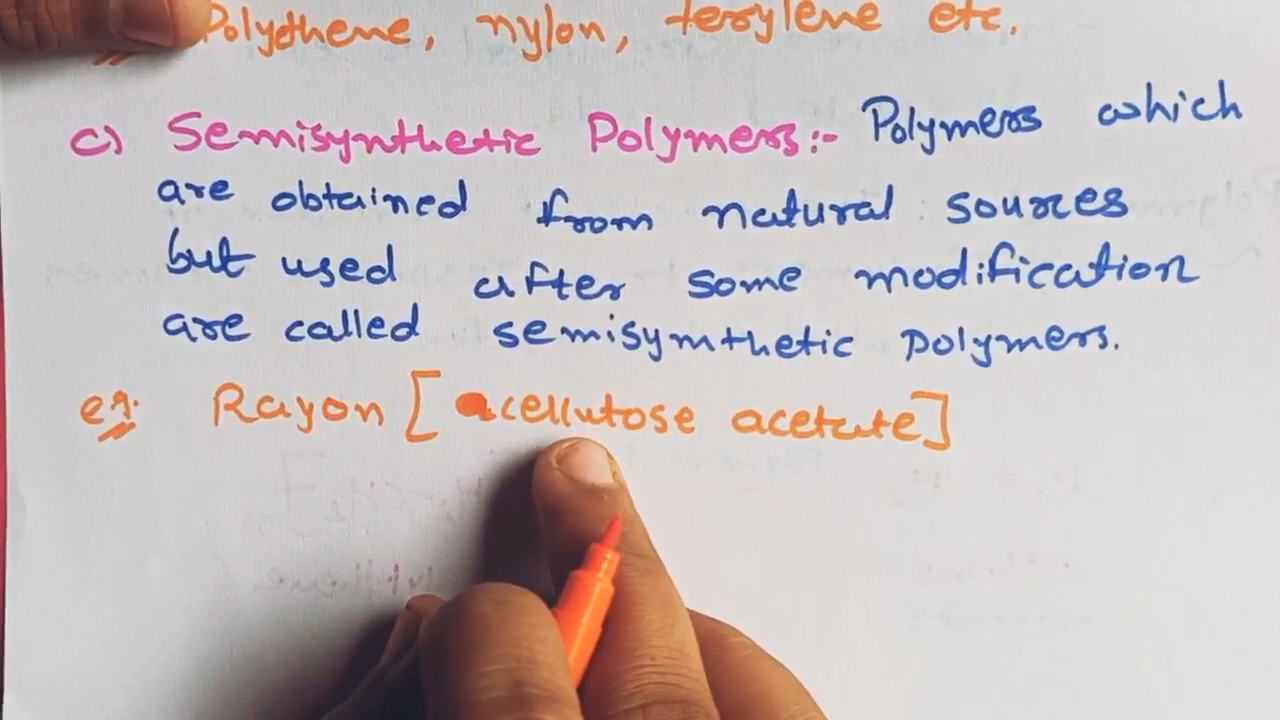 Polythene, nylon, terylene etc.
c) Semisynthetic Polymers:- Polymers which
are obtained from natural sources
but used after some modification
are called semisynthetic polymers.
eg: Rayon [cellulose acetate]